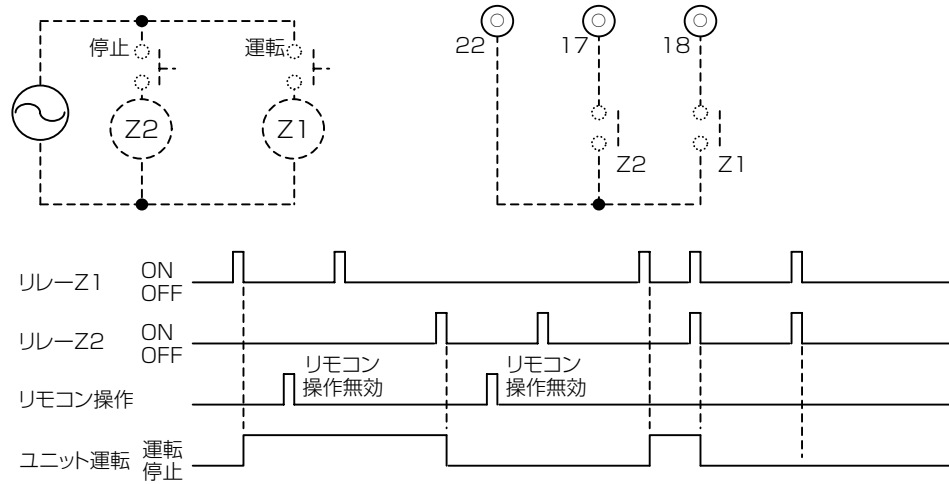 停止
運転
Z2
Z1
22
17
18
Z2
Z1
リレーZ1
ON
OFF
リレーZ2
ON
OFF
リモコン操作
リモコン
操作無効
リモコン
操作無効
ユニット運転
運転
停止